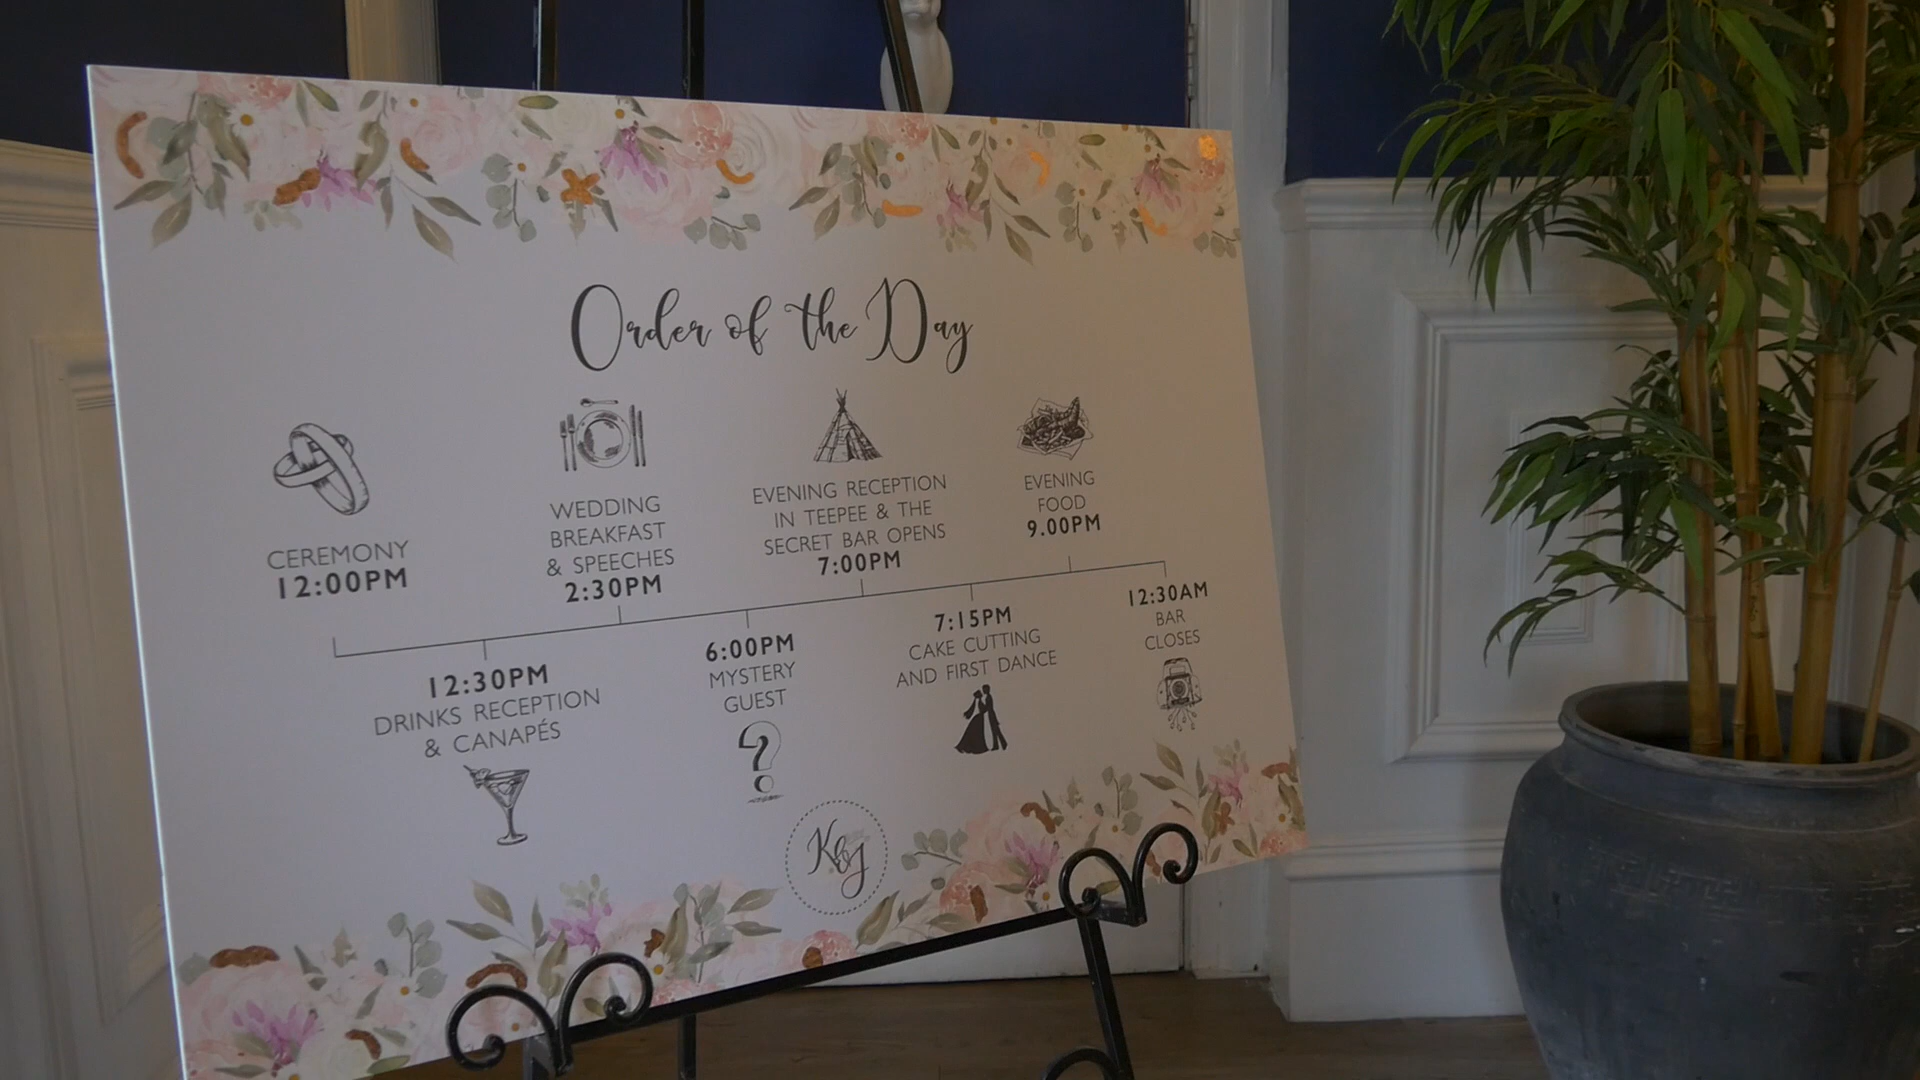 Order of the Day
CEREMONY
12:00PM
12:30PM
DRINKS RECEPTION
& CANAPÉS
WEDDING
BREAKFAST
& SPEECHES
2:30PM
6:00PM
MYSTERY
GUEST
?
EVENING RECEPTION
IN TEEPEE & THE
SECRET BAR OPENS
7:00PM
7:15PM
CAKE CUTTING
AND FIRST DANCE
EVENING
FOOD
9.00PM
12:30AM
BAR
CLOSES
K&J